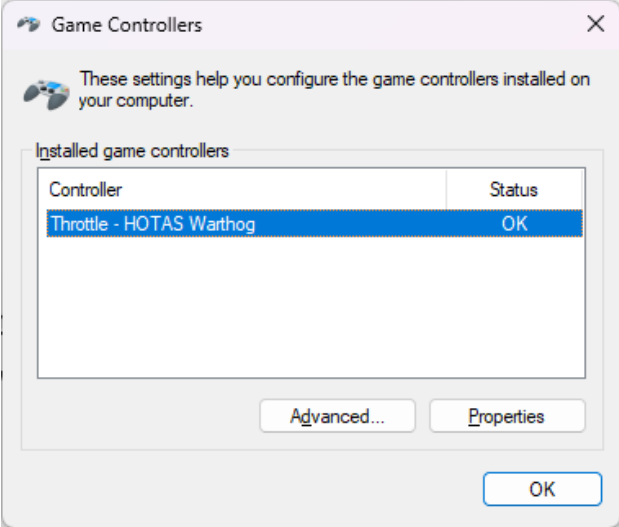 Game Controllers
These settings help you configure the game controllers installed on
your computer.
Installed game controllers
Controller Status
Throttle - HOTAS Warthog OK
Advanced... Properties
OK